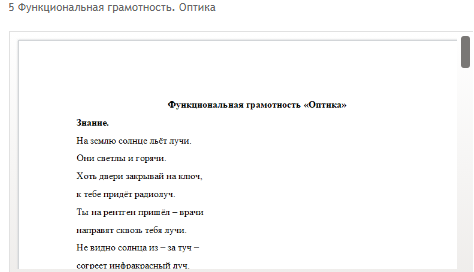 5 Функциональная грамотность. Оптика
Функциональная грамотность «Оптика»
Знание.
На землю солнце льёт лучи.
Они светлы и горячи.
Хоть двери закрывай на ключ,
к тебе придёт радиолуч.
Ты на рентген пришёл – врачи
направят сквозь тебя лучи.
Не видно солнца из – за туч –
согреет инфракрасный луч.